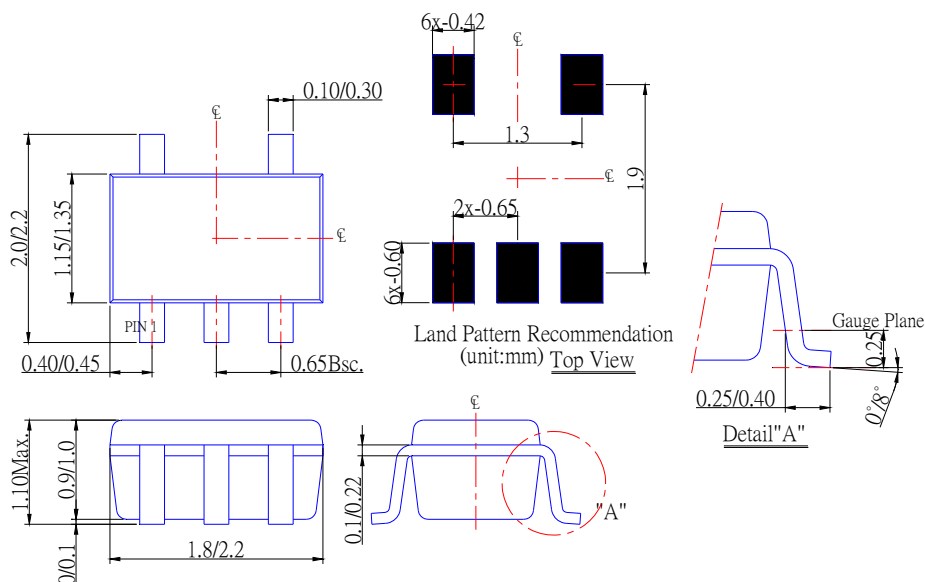 6x-0.42
℄
0.10/0.30
℄
1.3
2.0/2.2
1.15/1.35
℄
℄
1.9
2x-0.65
6x-0.60
PIN 1
Land Pattern Recommendation
(unit:mm) Top View
Gauge Plane
0.25
0.40/0.45
0.65Bsc.
0.25/0.40
0°/8°
Detail"A"
℄
1.10Max.
0.9/1.0
0.1/0.22
"A"
1.8/2.2
0/0.1